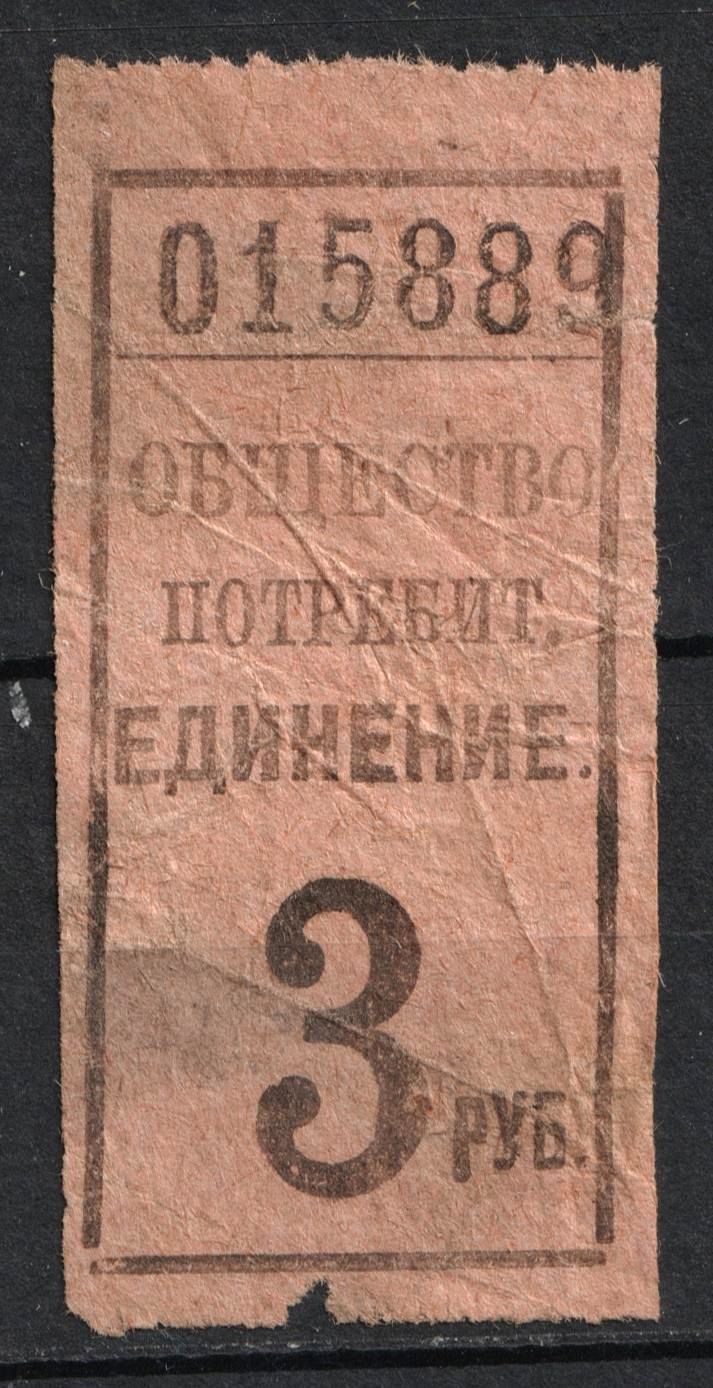 015889
ОБЩЕСТВО
ПОТРЕБИТ.
ЕДИНЕНИЕ.
3 РУБ.